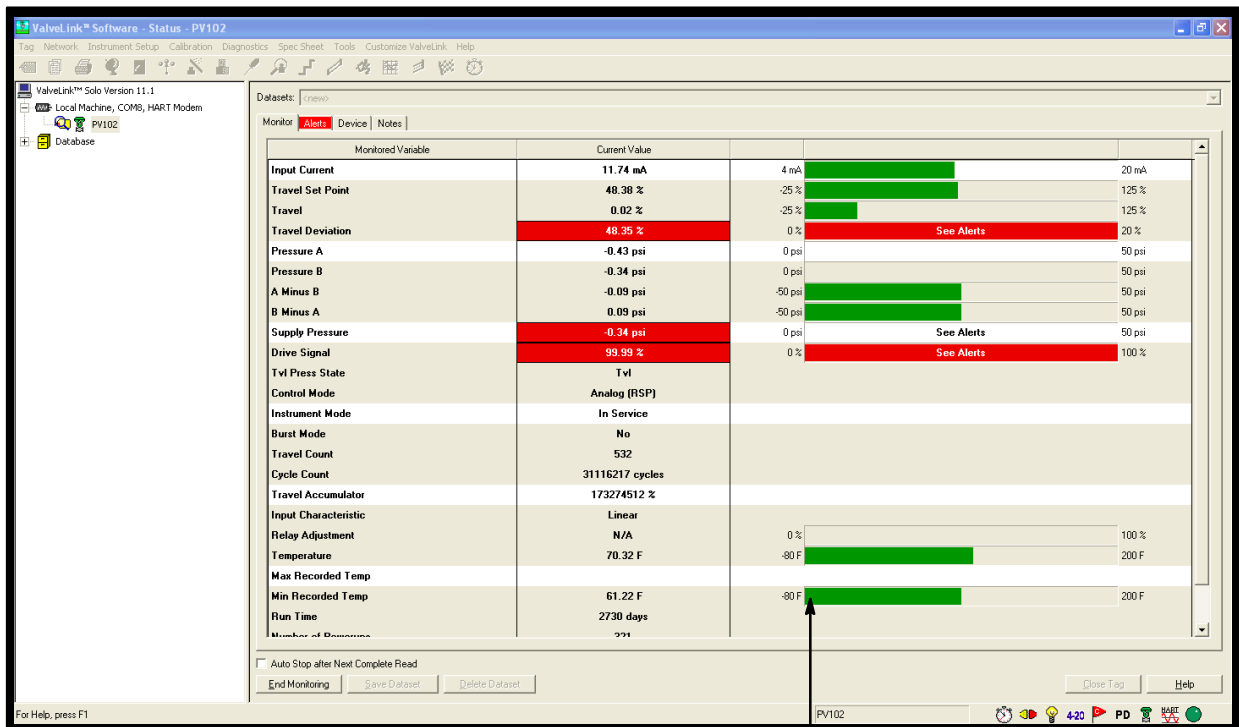 ValveLink™ Software - Status - PV102
Tag Network Instrument Setup Calibration Diagnostics Spec Sheet Tools Customize ValveLink Help
ValveLink™ Solo Version 11.1
Local Machine, COM8, HART Modem
PV102
Database
Datasets: <new>
Monitor Alerts Device Notes
Monitored Variable Current Value
Input Current 11.74 mA 4 mA 20 mA
Travel Set Point 48.38 % -25 % 125 %
Travel 0.02 % -25 % 125 %
Travel Deviation 48.35 % 0 % See Alerts 20 %
Pressure A -0.43 psi 0 psi 50 psi
Pressure B -0.34 psi 0 psi 50 psi
A Minus B -0.09 psi -50 psi 50 psi
B Minus A 0.09 psi -50 psi 50 psi
Supply Pressure -0.34 psi 0 psi See Alerts 50 psi
Drive Signal 99.99 % 0 % See Alerts 100 %
Tvl Press State Tvl
Control Mode Analog (RSP)
Instrument Mode In Service
Burst Mode No
Travel Count 532
Cycle Count 31116217 cycles
Travel Accumulator 173274512 %
Input Characteristic Linear
Relay Adjustment N/A 0 % 100 %
Temperature 70.32 F -80 F 200 F
Max Recorded Temp
Min Recorded Temp 61.22 F -80 F 200 F
Run Time 2730 days
Number of Powerups 321
Auto Stop after Next Complete Read
End Monitoring Save Dataset Delete Dataset Close Tag Help
For Help, press F1 PV102 4-20 PD HART